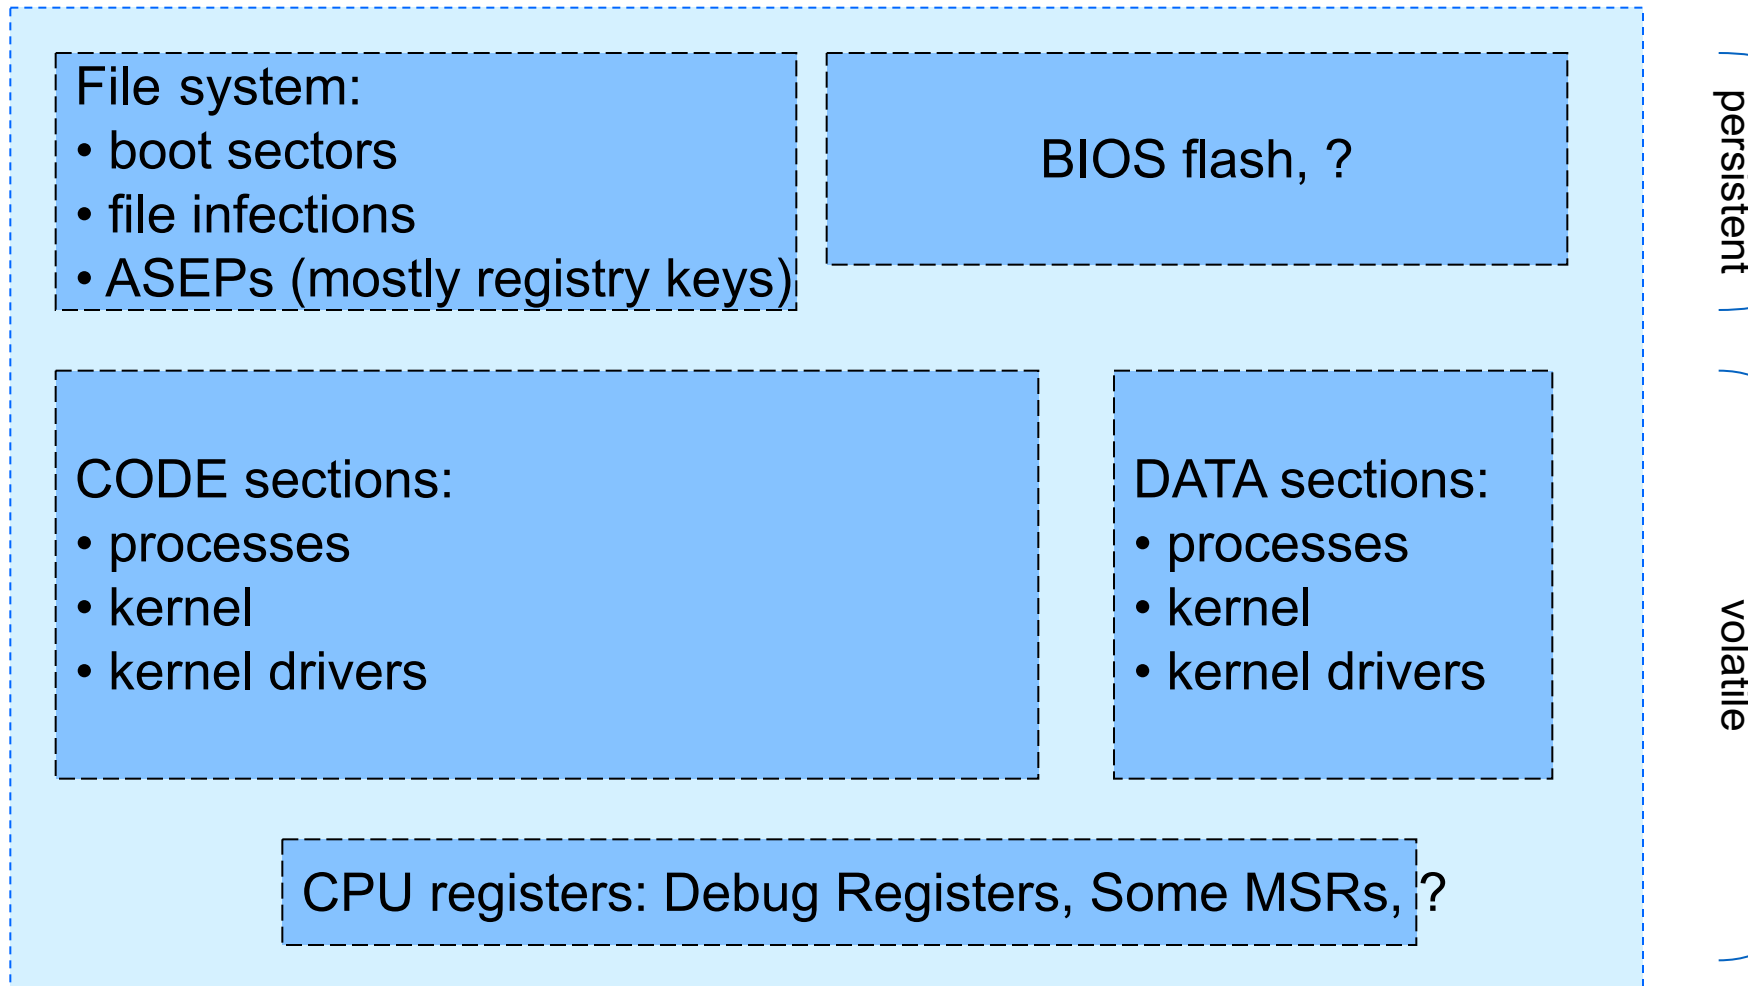 File system:
• boot sectors
• file infections
• ASEPs (mostly registry keys)
BIOS flash, ?
persistent
CODE sections:
• processes
• kernel
• kernel drivers
DATA sections:
• processes
• kernel
• kernel drivers
volatile
CPU registers: Debug Registers, Some MSRs, ?